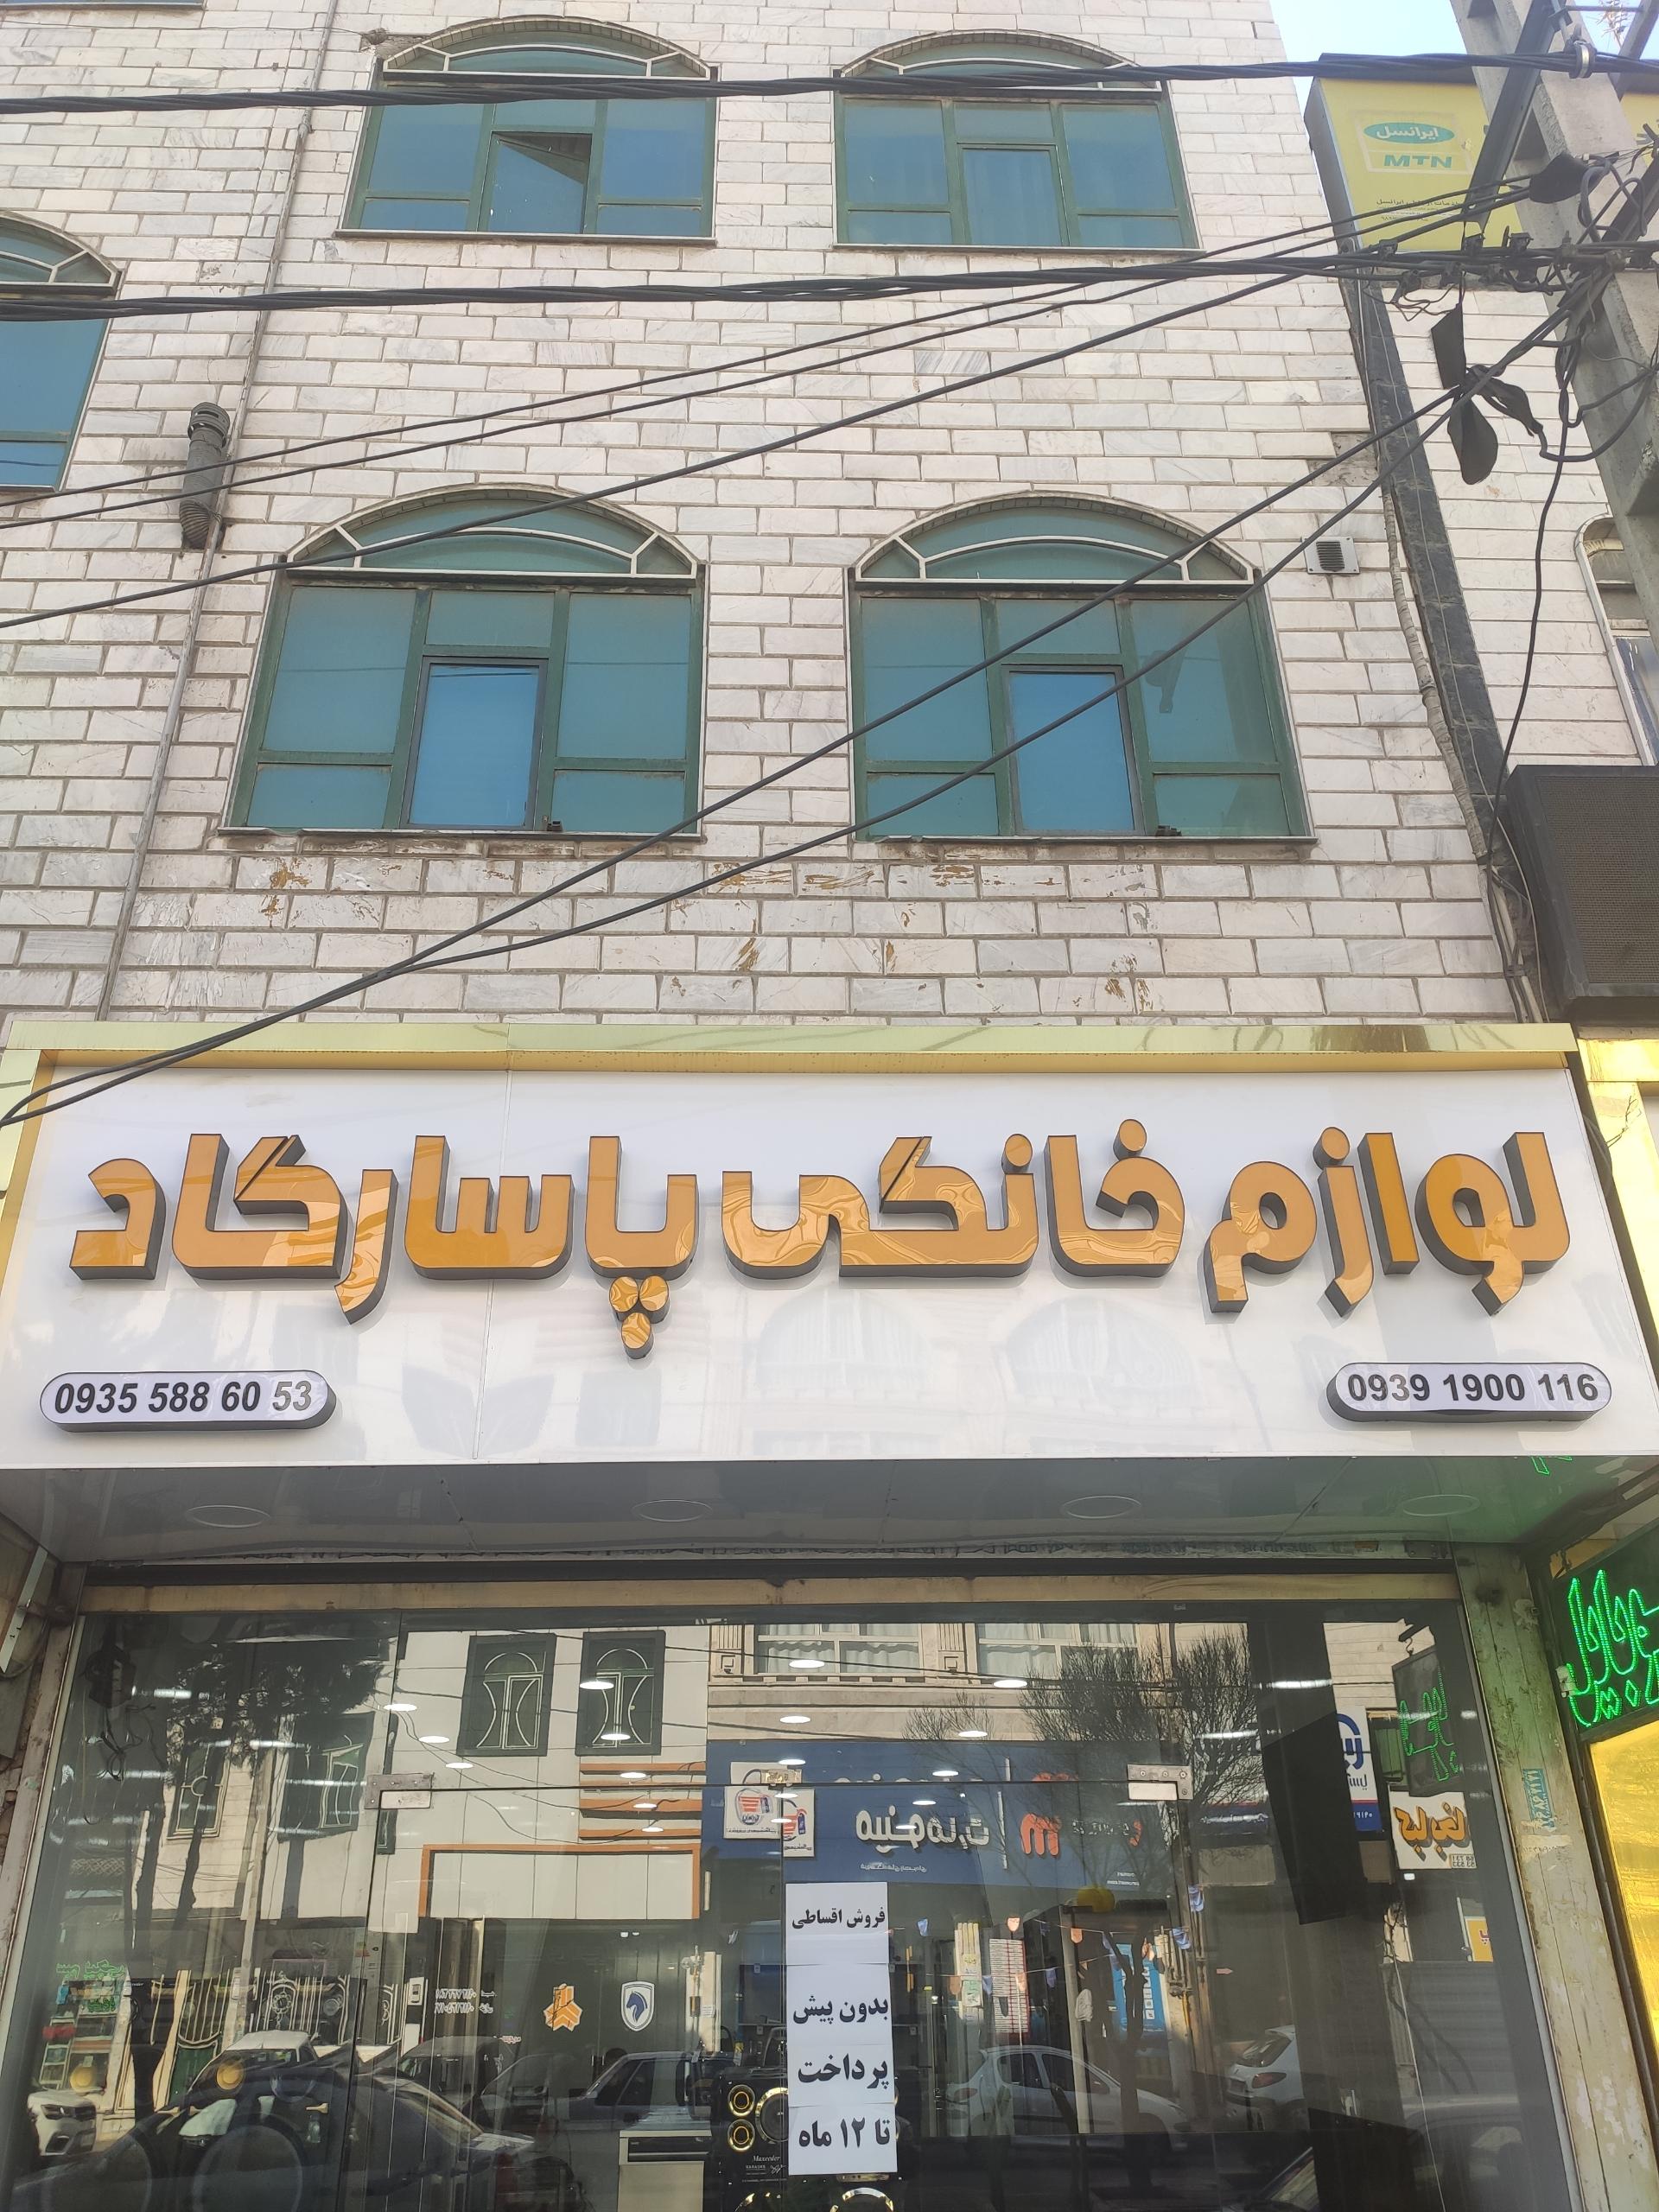 ایرانسل
MTN
لوازم خانگی پاسارگاد
0935 588 60 53
0939 1900 116
فروش اقساطی
بدون پیش
پرداخت
تا ۱۲ ماه